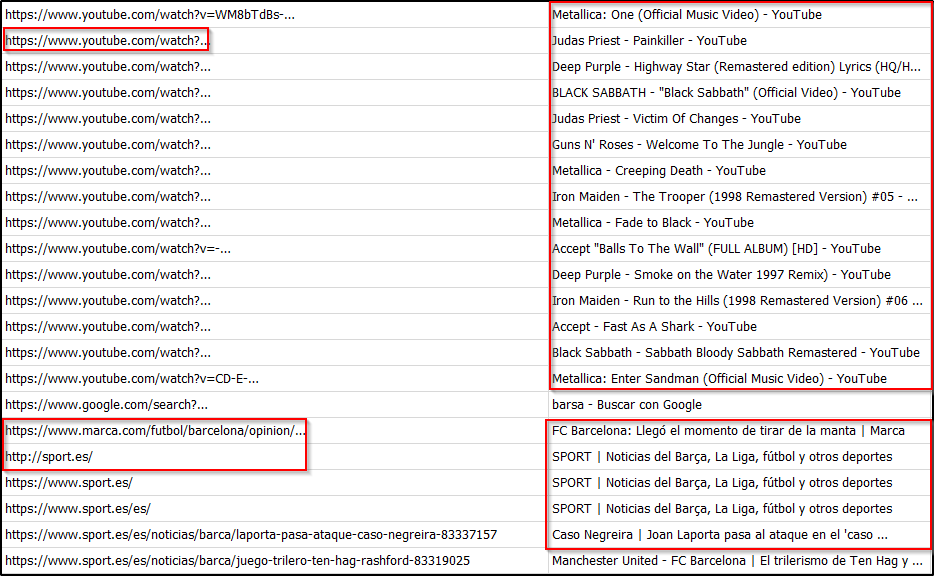 https://www.youtube.com/watch?v=WM8bTdBs-... Metallica: One (Official Music Video) - YouTube
https://www.youtube.com/watch?... Judas Priest - Painkiller - YouTube
https://www.youtube.com/watch?... Deep Purple - Highway Star (Remastered edition) Lyrics (HQ/H...
https://www.youtube.com/watch?... BLACK SABBATH - "Black Sabbath" (Official Video) - YouTube
https://www.youtube.com/watch?... Judas Priest - Victim Of Changes - YouTube
https://www.youtube.com/watch?... Guns N' Roses - Welcome To The Jungle - YouTube
https://www.youtube.com/watch?... Metallica - Creeping Death - YouTube
https://www.youtube.com/watch?... Iron Maiden - The Trooper (1998 Remastered Version) #05 - ...
https://www.youtube.com/watch?... Metallica - Fade to Black - YouTube
https://www.youtube.com/watch?v=-... Accept "Balls To The Wall" (FULL ALBUM) [HD] - YouTube
https://www.youtube.com/watch?... Deep Purple - Smoke on the Water 1997 Remix) - YouTube
https://www.youtube.com/watch?... Iron Maiden - Run to the Hills (1998 Remastered Version) #06 ...
https://www.youtube.com/watch?... Accept - Fast As A Shark - YouTube
https://www.youtube.com/watch?... Black Sabbath - Sabbath Bloody Sabbath Remastered - YouTube
https://www.youtube.com/watch?v=CD-E-... Metallica: Enter Sandman (Official Music Video) - YouTube
https://www.google.com/search?... barsa - Buscar con Google
https://www.marca.com/futbol/barcelona/opinion/... FC Barcelona: Llegó el momento de tirar de la manta | Marca
http://sport.es/ SPORT | Noticias del Barça, La Liga, fútbol y otros deportes
https://www.sport.es/ SPORT | Noticias del Barça, La Liga, fútbol y otros deportes
https://www.sport.es/es/ SPORT | Noticias del Barça, La Liga, fútbol y otros deportes
https://www.sport.es/es/noticias/barca/laporta-pasa-ataque-caso-negreira-83337157 Caso Negreira | Joan Laporta pasa al ataque en el 'caso ...
https://www.sport.es/es/noticias/barca/juego-trilero-ten-hag-rashford-83319025 Manchester United - FC Barcelona | El trilerismo de Ten Hag y ...